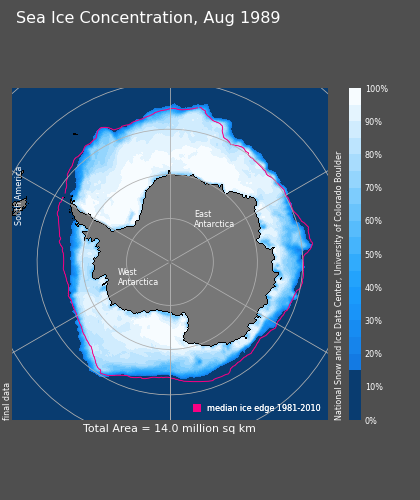 Sea Ice Concentration, Aug 1989
South America
East
Antarctica
West
Antarctica
final data
median ice edge 1981-2010
Total Area = 14.0 million sq km
National Snow and Ice Data Center, University of Colorado Boulder
100%
90%
80%
70%
60%
50%
40%
30%
20%
10%
0%